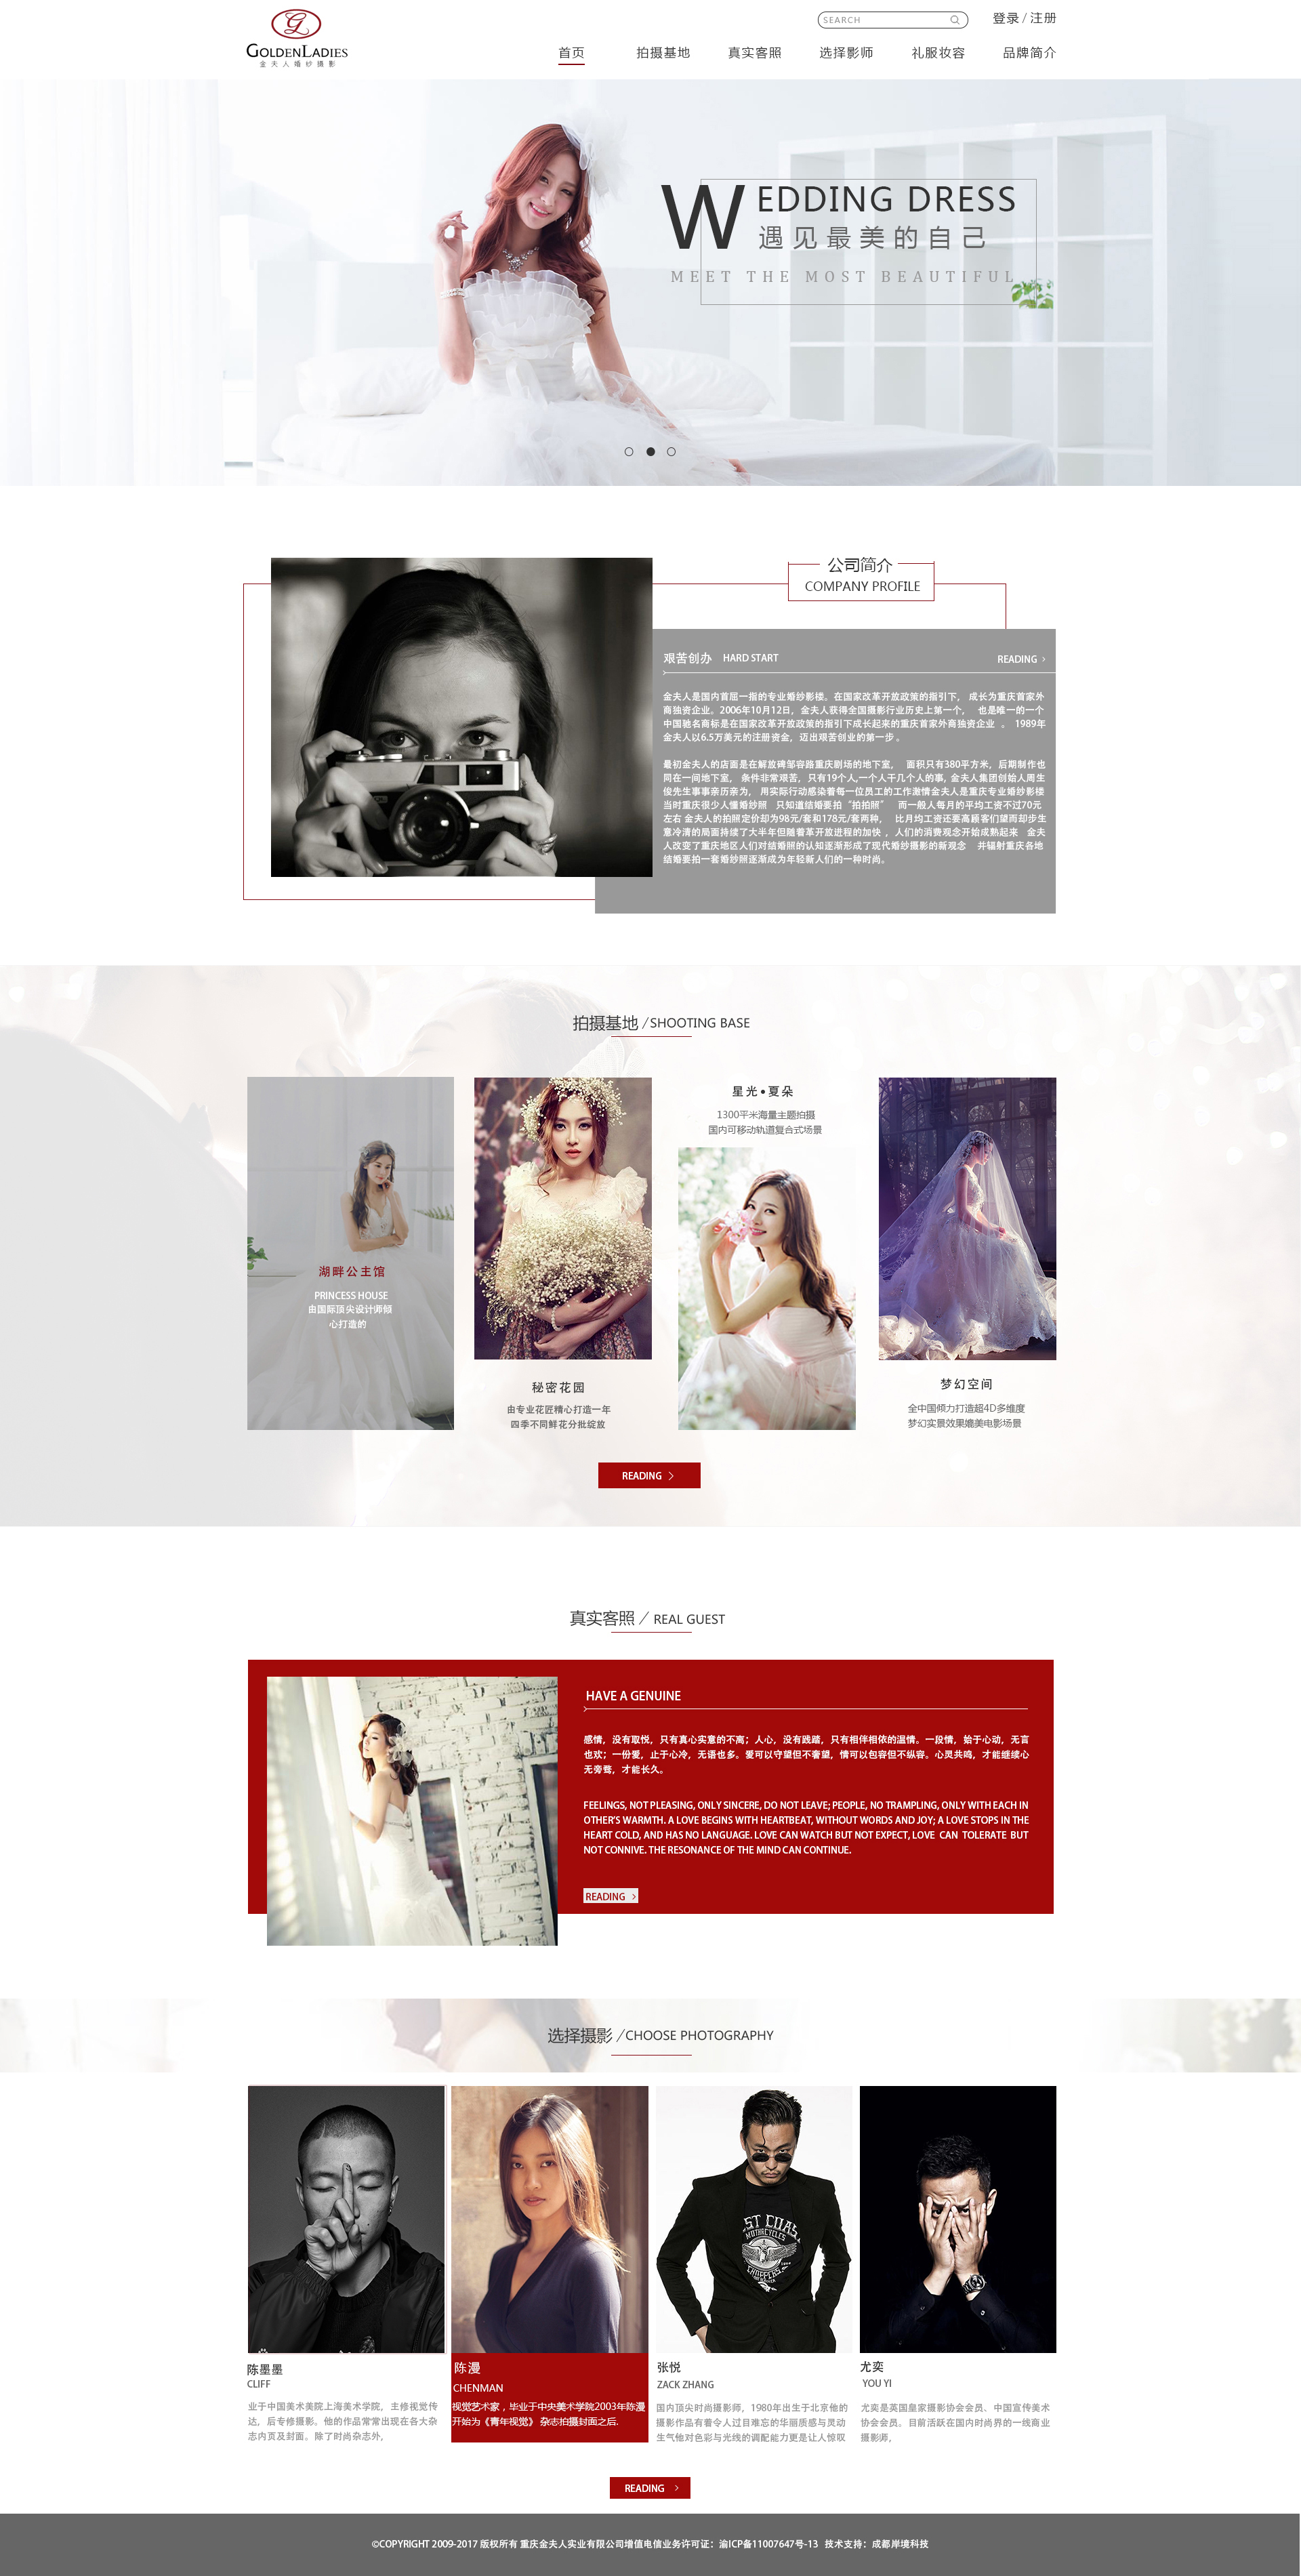 GOLDENLADIES
金夫人婚纱摄影
SEARCH
登录 / 注册
首页 拍摄基地 真实客照 选择影师 礼服妆容 品牌简介
WEDDING DRESS
遇见最美的自己
MEET THE MOST BEAUTIFUL
公司简介
COMPANY PROFILE
艰苦创办 HARD START READING
金夫人是国内首屈一指的专业婚纱影楼。在国家改革开放政策的指引下， 成长为重庆首家外
商独资企业。2006年10月12日，金夫人获得全国摄影行业历史上第一个， 也是唯一的一个
中国驰名商标是在国家改革开放政策的指引下成长起来的重庆首家外商独资企业 。 1989年
金夫人以6.5万美元的注册资金，迈出艰苦创业的第一步 。
最初金夫人的店面是在解放碑邹容路重庆剧场的地下室， 面积只有380平方米，后期制作也
同在一间地下室， 条件非常艰苦，只有19个人,一个人干几个人的事, 金夫人集团创始人周生
俊先生事事亲历亲为， 用实际行动感染着每一位员工的工作激情金夫人是重庆专业婚纱影楼
当时重庆很少人懂婚纱照 只知道结婚要拍“拍拍照” 而一般人每月的平均工资不过70元
左右 金夫人的拍照定价却为98元/套和178元/套两种， 比月均工资还要高顾客们望而却步生
意冷清的局面持续了大半年但随着革开放进程的加快 ，人们的消费观念开始成熟起来 金夫
人改变了重庆地区人们对结婚照的认知逐渐形成了现代婚纱摄影的新观念 并辐射重庆各地
结婚要拍一套婚纱照逐渐成为年轻新人们的一种时尚。
拍摄基地 / SHOOTING BASE
湖畔公主馆
PRINCESS HOUSE
由国际顶尖设计师倾
心打造的
秘密花园
由专业花匠精心打造一年
四季不同鲜花分批绽放
星光•夏朵
1300平米海量主题拍摄
国内可移动轨道复合式场景
梦幻空间
全中国倾力打造超4D多维度
梦幻实景效果媲美电影场景
READING
真实客照 / REAL GUEST
HAVE A GENUINE
感情，没有取悦，只有真心实意的不离；人心，没有践踏，只有相伴相依的温情。一段情，始于心动，无言
也欢；一份爱，止于心冷，无语也多。爱可以守望但不奢望，情可以包容但不纵容。心灵共鸣，才能继续心
无旁骛，才能长久。
FEELINGS, NOT PLEASING, ONLY SINCERE, DO NOT LEAVE; PEOPLE, NO TRAMPLING, ONLY WITH EACH IN
OTHER'S WARMTH. A LOVE BEGINS WITH HEARTBEAT, WITHOUT WORDS AND JOY; A LOVE STOPS IN THE
HEART COLD, AND HAS NO LANGUAGE. LOVE CAN WATCH BUT NOT EXPECT, LOVE CAN TOLERATE BUT
NOT CONNIVE. THE RESONANCE OF THE MIND CAN CONTINUE.
READING
选择摄影 / CHOOSE PHOTOGRAPHY
ST COAS
MOTORCYCLES
CHOPPERS
陈墨墨
CLIFF
业于中国美术美院上海美术学院，主修视觉传
达，后专修摄影。他的作品常常出现在各大杂
志内页及封面。除了时尚杂志外，
陈漫
CHENMAN
视觉艺术家，毕业于中央美术学院2003年陈漫
开始为《青年视觉》 杂志拍摄封面之后.
张悦
ZACK ZHANG
国内顶尖时尚摄影师，1980年出生于北京他的
摄影作品有着令人过目难忘的华丽质感与灵动
生气他对色彩与光线的调配能力更是让人惊叹
尤奕
YOU YI
尤奕是英国皇家摄影协会会员、中国宣传美术
协会会员。目前活跃在国内时尚界的一线商业
摄影师，
READING
©COPYRIGHT 2009-2017 版权所有 重庆金夫人实业有限公司增值电信业务许可证：渝ICP备11007647号-13 技术支持：成都岸境科技